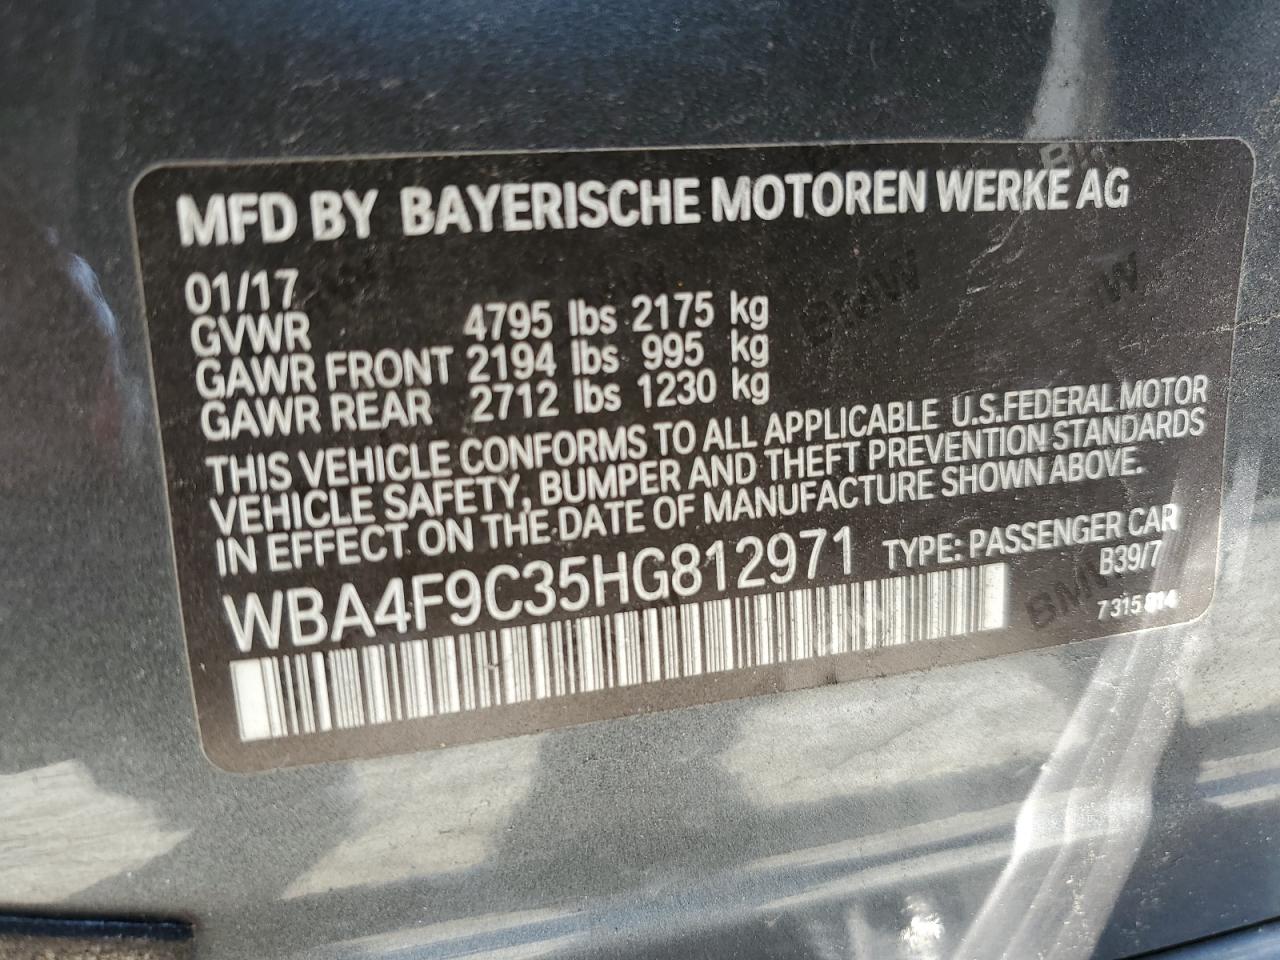 MFD BY BAYERISCHE MOTOREN WERKE AG
01/17
GVWR 4795 lbs 2175 kg
GAWR FRONT 2194 lbs 995 kg
GAWR REAR 2712 lbs 1230 kg
THIS VEHICLE CONFORMS TO ALL APPLICABLE U.S.FEDERAL MOTOR
VEHICLE SAFETY, BUMPER AND THEFT PREVENTION STANDARDS
IN EFFECT ON THE DATE OF MANUFACTURE SHOWN ABOVE.
WBA4F9C35HG812971 TYPE: PASSENGER CAR
B39/7
7 315 814